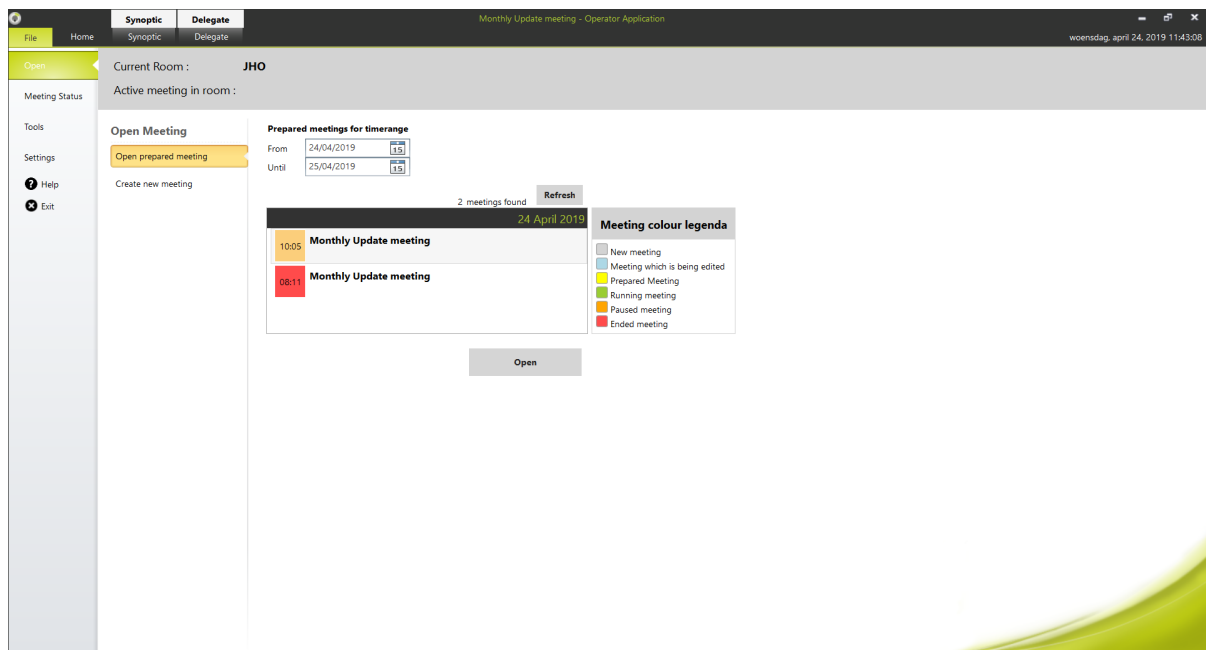 Synoptic Delegate Monthly Update meeting - Operator Application
File Home Synoptic Delegate woensdag, april 24, 2019 11:43:08
Open
Current Room : JHO
Meeting Status
Active meeting in room :
Tools
Settings
Help
Exit
Open Meeting
Open prepared meeting
Create new meeting
Prepared meetings for timerange
From 24/04/2019 15
Until 25/04/2019 15
2 meetings found Refresh
24 April 2019
10:05 Monthly Update meeting
08:11 Monthly Update meeting
Meeting colour legenda
New meeting
Meeting which is being edited
Prepared Meeting
Running meeting
Paused meeting
Ended meeting
Open